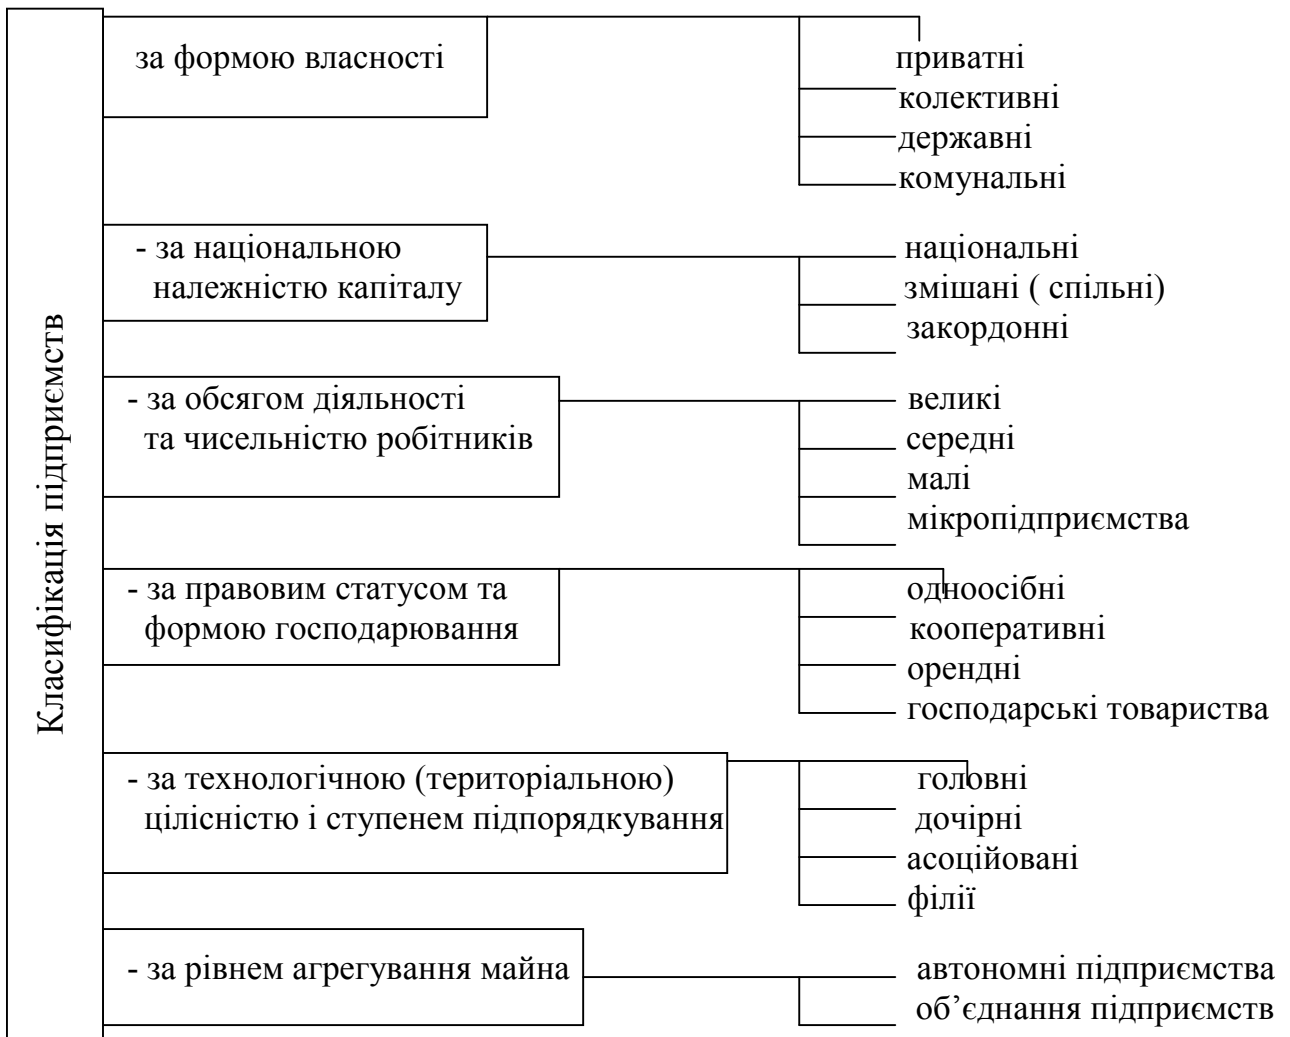 Класифікація підприємств
за формою власності
приватні
колективні
державні
комунальні
- за національною
належністю капіталу
національні
змішані ( спільні)
закордонні
- за обсягом діяльності
та чисельністю робітників
великі
середні
малі
мікропідприємства
- за правовим статусом та
формою господарювання
одноосібні
кооперативні
орендні
господарські товариства
- за технологічною (територіальною)
цілісністю і ступенем підпорядкування
головні
дочірні
асоційовані
філії
- за рівнем агрегування майна
автономні підприємства
об’єднання підприємств